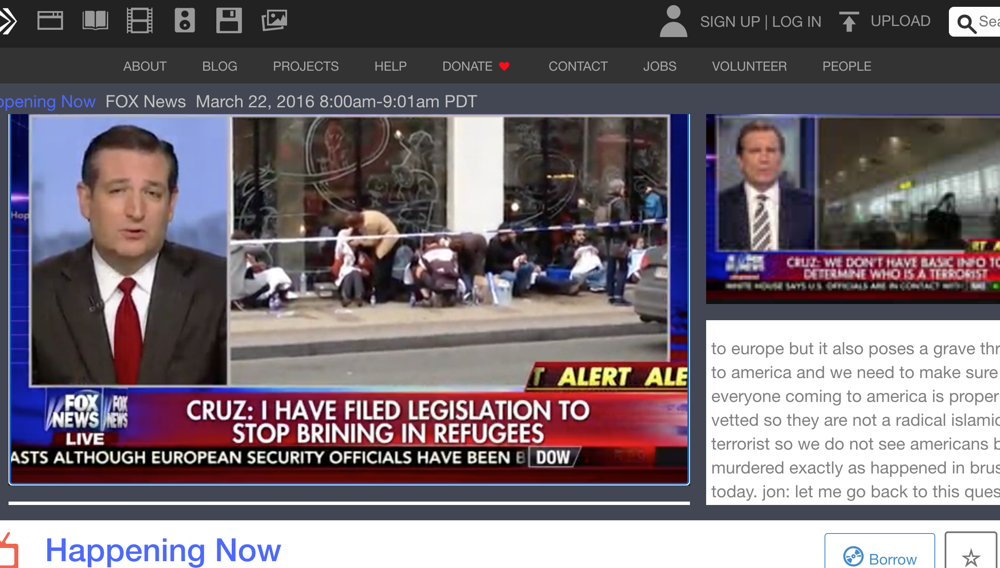 SIGN UP | LOG IN
UPLOAD
ABOUT
BLOG
PROJECTS
HELP
DONATE
CONTACT
JOBS
VOLUNTEER
PEOPLE
ppening Now FOX News March 22, 2016 8:00am-9:01am PDT
Hap
T ALERT ALE
FOX NEWS
FOX NEWS
LIVE
CRUZ: I HAVE FILED LEGISLATION TO
STOP BRINING IN REFUGEES
ASTS ALTHOUGH EUROPEAN SECURITY OFFICIALS HAVE BEEN B
DOW
CRUZ: WE DON'T HAVE BASIC INFO TO
DETERMINE WHO IS A TERRORIST
WHITE HOUSE SAYS U.S. OFFICIALS ARE IN CONTACT WITH
to europe but it also poses a grave thr
to america and we need to make sure
everyone coming to america is proper
vetted so they are not a radical islamic
terrorist so we do not see americans b
murdered exactly as happened in brus
today. jon: let me go back to this ques
Happening Now
Borrow